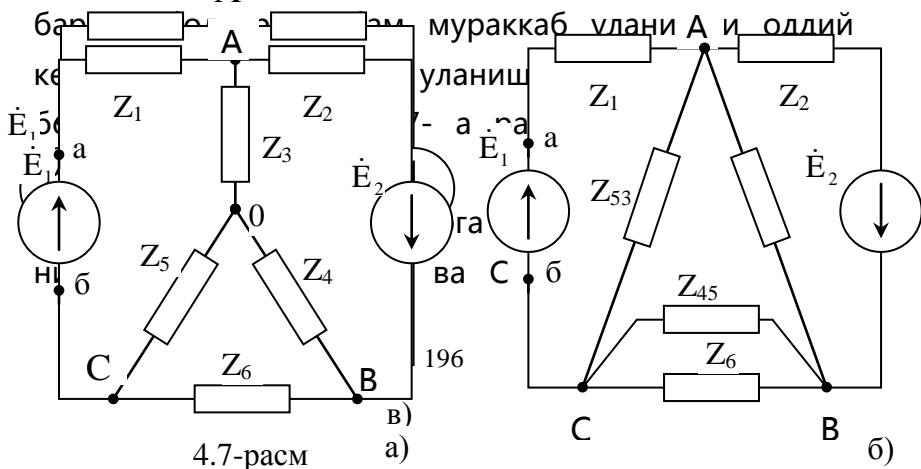 мураккаб улани и оддий
уланиш
A
Z1
Z2
Z3
Ė1
Ė1
a
Ė2
0
Z5
Z4
б
C
Z6
B
196
в)
4.7-расм
а)
га
ва
A
Z1
Z2
Ė1
a
Ė2
Z53
C
б
Z45
Z6
C
B
б)